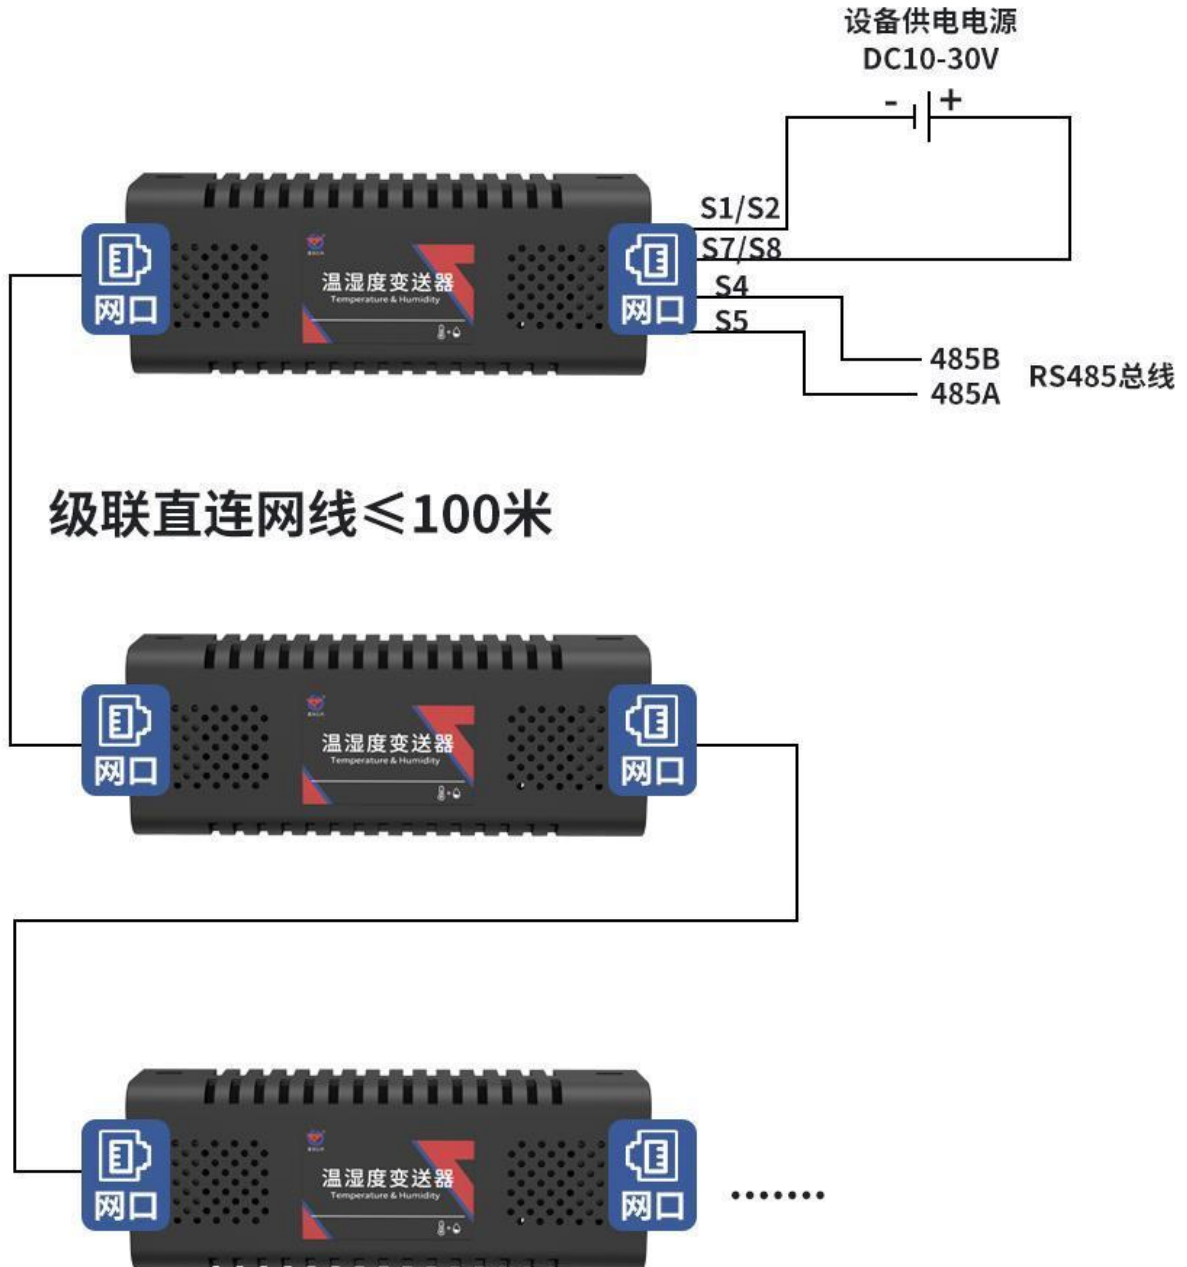 设备供电电源
DC10-30V
- +
S1/S2
S7/S8
S4
S5
网口
温湿度变送器
Temperature & Humidity
网口
485B
485A
RS485总线
级联直连网线≤100米
网口
温湿度变送器
Temperature & Humidity
网口
网口
温湿度变送器
Temperature & Humidity
网口
·······